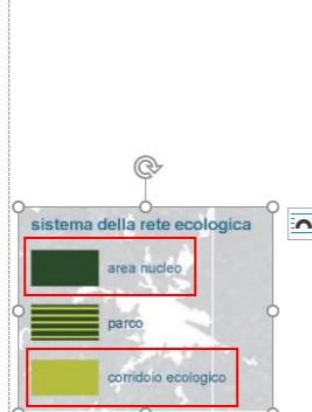 sistema della rete ecologica
area nucleo
parco
corridoio ecologico